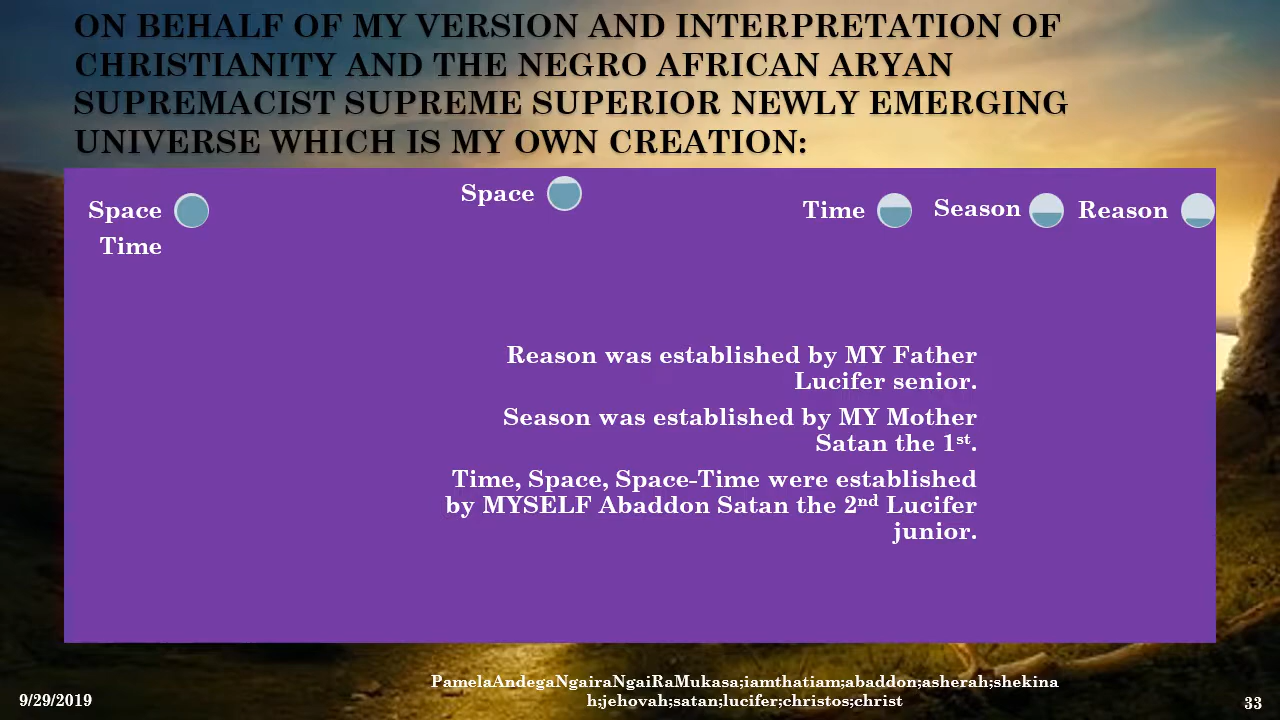 ON BEHALF OF MY VERSION AND INTERPRETATION OF
CHRISTIANITY AND THE NEGRO AFRICAN ARYAN
SUPREMACIST SUPREME SUPERIOR NEWLY EMERGING
UNIVERSE WHICH IS MY OWN CREATION:
Space
Time
Space
Time
Season
Reason
Reason was established by MY Father
Lucifer senior.
Season was established by MY Mother
Satan the 1st.
Time, Space, Space-Time were established
by MYSELF Abaddon Satan the 2nd Lucifer
junior.
9/29/2019
PamelaAndegaNgairaNgaiRaMukasa;iamthatiam;abaddon;asherah;shekina
h;jehovah;satan;lucifer;christos;christ
33